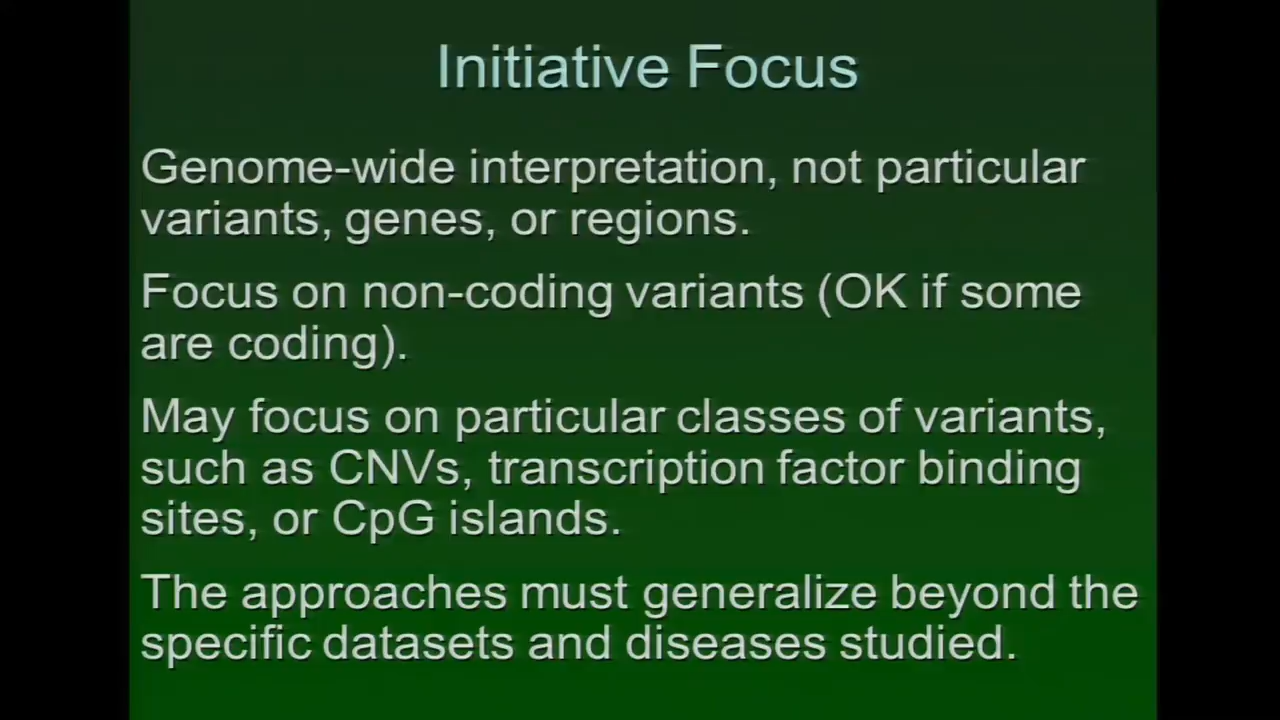 Initiative Focus
Genome-wide interpretation, not particular
variants, genes, or regions.
Focus on non-coding variants (OK if some
are coding).
May focus on particular classes of variants,
such as CNVs, transcription factor binding
sites, or CpG islands.
The approaches must generalize beyond the
specific datasets and diseases studied.